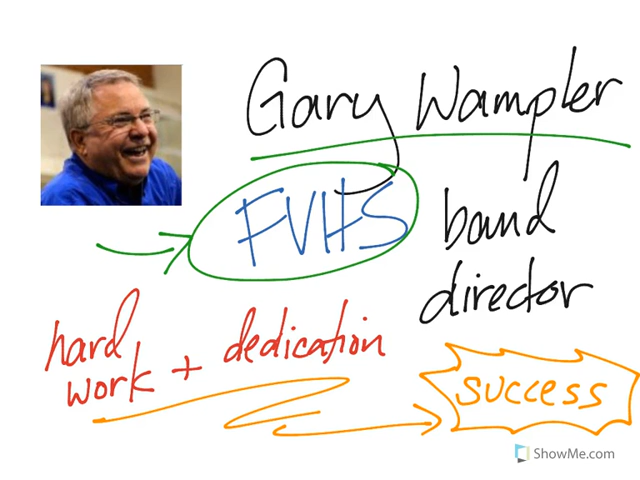 Gary Wampler
FVHS
band
director
hard
work + dedication
success
ShowMe.com